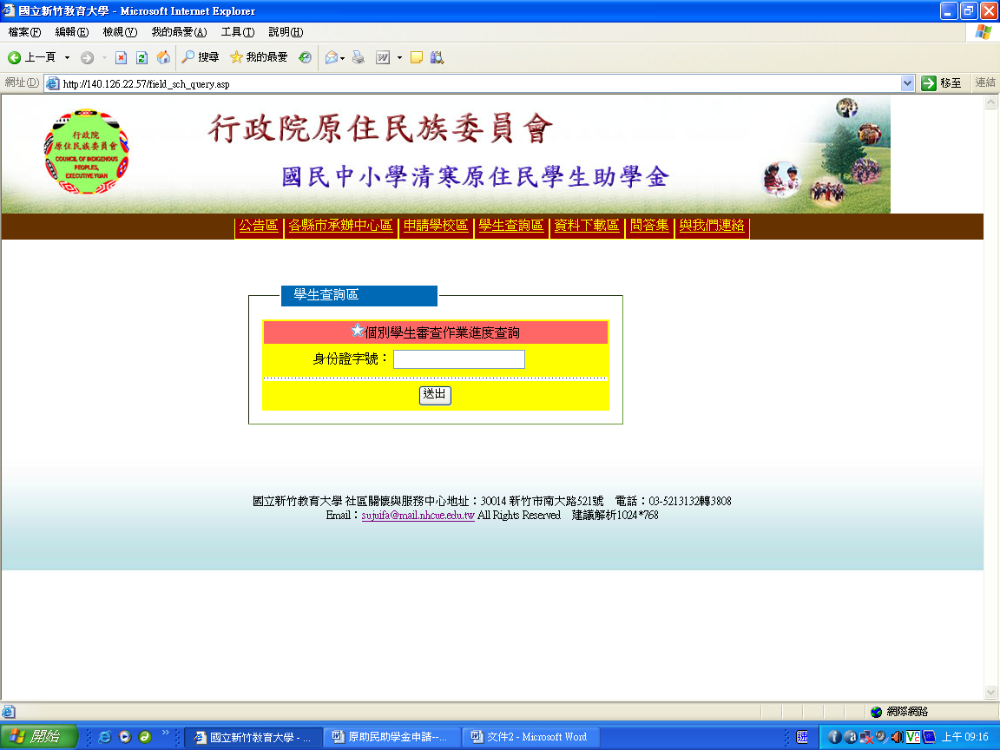 國立新竹教育大學 - Microsoft Internet Explorer
檔案(F) 編輯(E) 檢視(V) 我的最愛(A) 工具(T) 說明(H)
上一頁 搜尋 我的最愛
網址(D) http://140.126.22.57/field_sch_query.asp 移至 連結
行政院
原住民族委員會
COUNCIL OF INDIGENOUS
PEOPLES,
EXECUTIVE YUAN
行政院原住民族委員會
國民中小學清寒原住民學生助學金
公告區 各縣市承辦中心區 申請學校區 學生查詢區 資料下載區 問答集 與我們連絡
學生查詢區
個別學生審查作業進度查詢
身份證字號：
送出
國立新竹教育大學 社區關懷與服務中心地址：30014 新竹市南大路521號 電話：03-5213132轉3808
Email：sujuifa@mail.nhcue.edu.tw All Rights Reserved 建議解析1024*768
網際網路
開始 國立新竹教育大學 - ... 原助民助學金申請--... 文件2 - Microsoft Word 上午 09:16